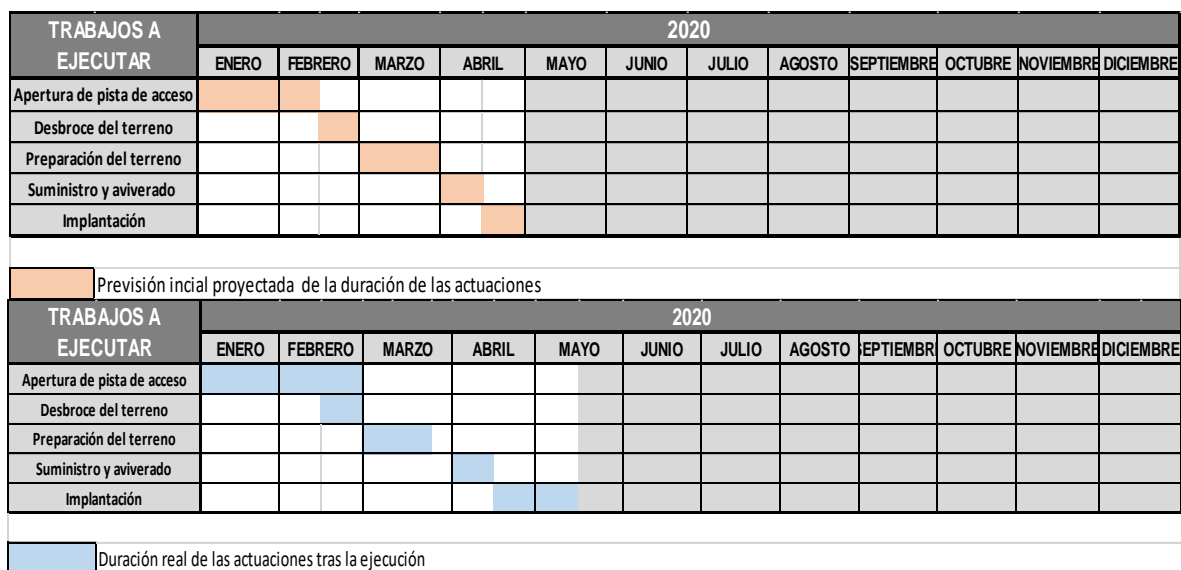 TRABAJOS A EJECUTAR
2020
ENERO FEBRERO MARZO ABRIL MAYO JUNIO JULIO AGOSTO SEPTIEMBRE OCTUBRE NOVIEMBRE DICIEMBRE
Apertura de pista de acceso
Desbroce del terreno
Preparación del terreno
Suministro y aviverado
Implantación
Previsión incial proyectada de la duración de las actuaciones
TRABAJOS A EJECUTAR
2020
ENERO FEBRERO MARZO ABRIL MAYO JUNIO JULIO AGOSTO SEPTIEMBRE OCTUBRE NOVIEMBRE DICIEMBRE
Apertura de pista de acceso
Desbroce del terreno
Preparación del terreno
Suministro y aviverado
Implantación
Duración real de las actuaciones tras la ejecución